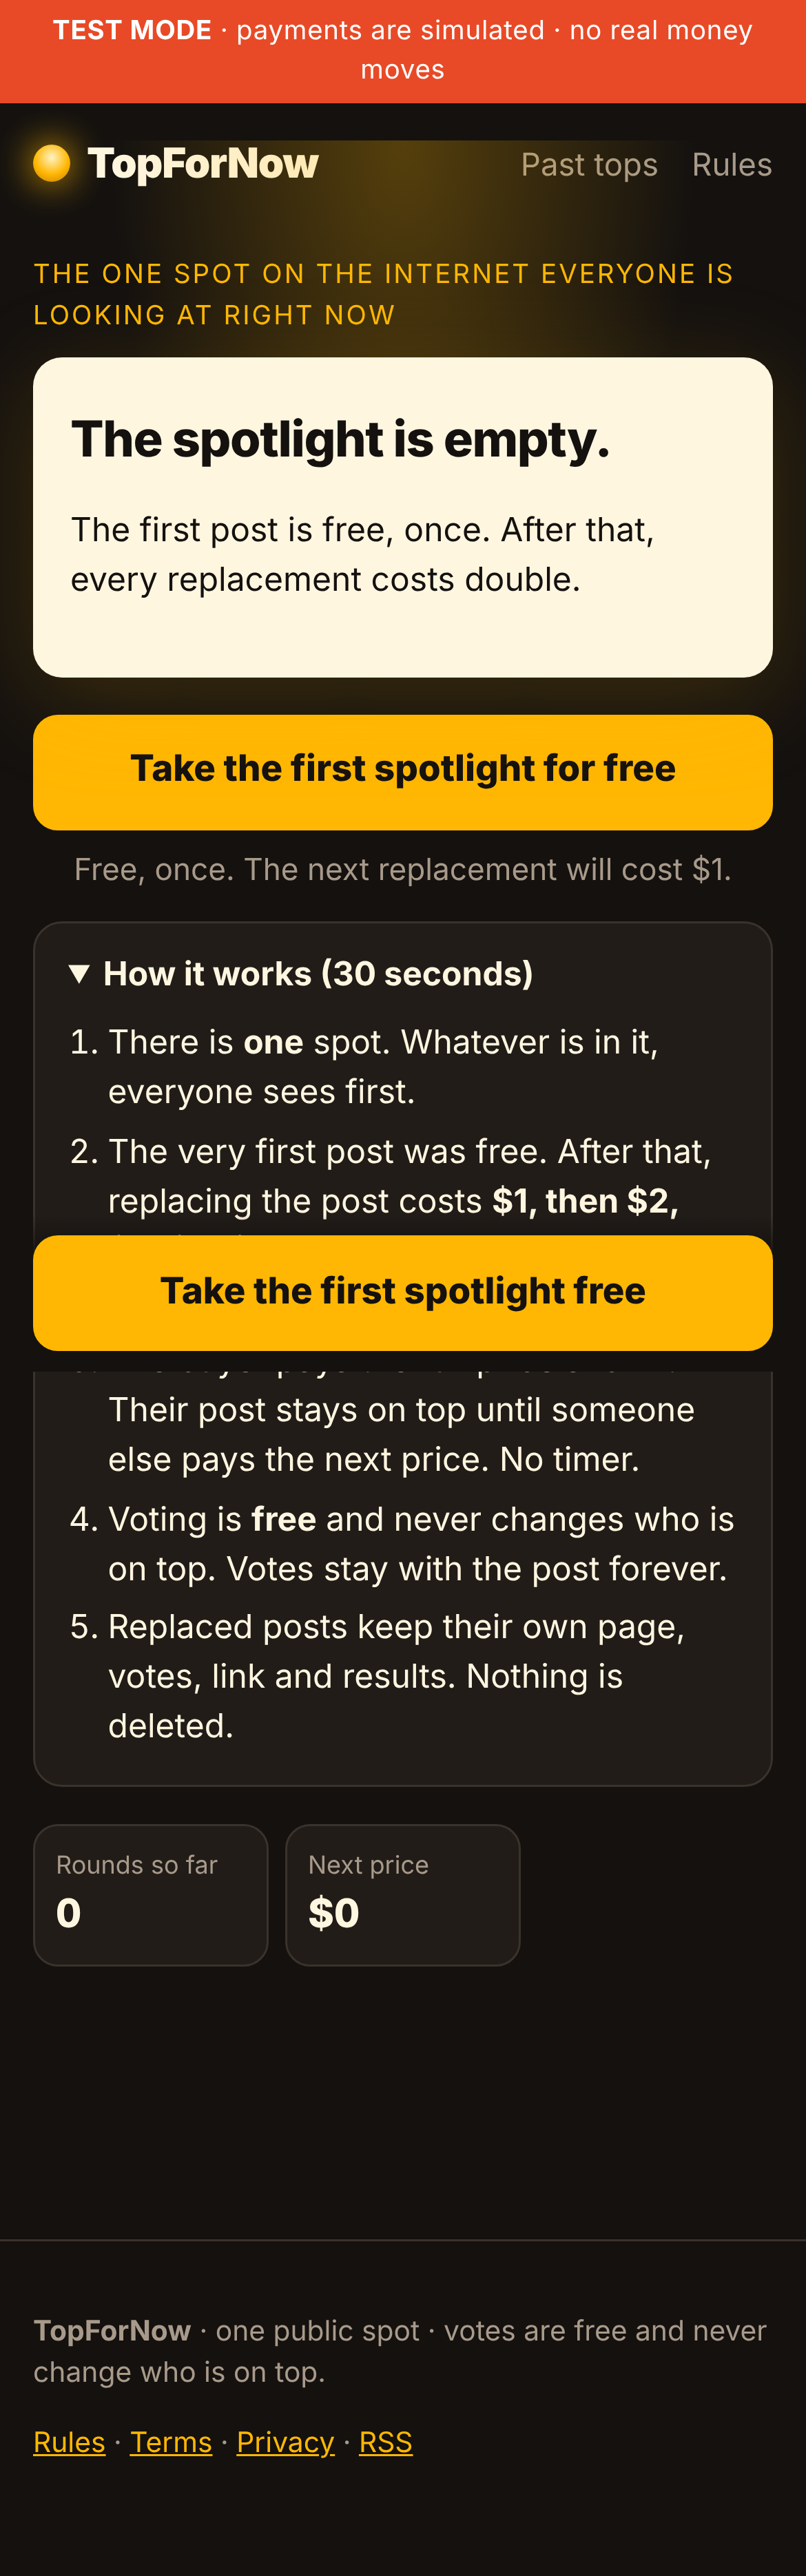 TEST MODE · payments are simulated · no real money
moves
TopForNow
Past tops
Rules
THE ONE SPOT ON THE INTERNET EVERYONE IS
LOOKING AT RIGHT NOW
The spotlight is empty.
The first post is free, once. After that,
every replacement costs double.
Take the first spotlight for free
Free, once. The next replacement will cost $1.
▼ How it works (30 seconds)
1. There is one spot. Whatever is in it,
everyone sees first.
2. The very first post was free. After that,
replacing the post costs $1, then $2,
Take the first spotlight free
Their post stays on top until someone
else pays the next price. No timer.
4. Voting is free and never changes who is
on top. Votes stay with the post forever.
5. Replaced posts keep their own page,
votes, link and results. Nothing is
deleted.
Rounds so far
0
Next price
$0
TopForNow · one public spot · votes are free and never
change who is on top.
Rules · Terms · Privacy · RSS